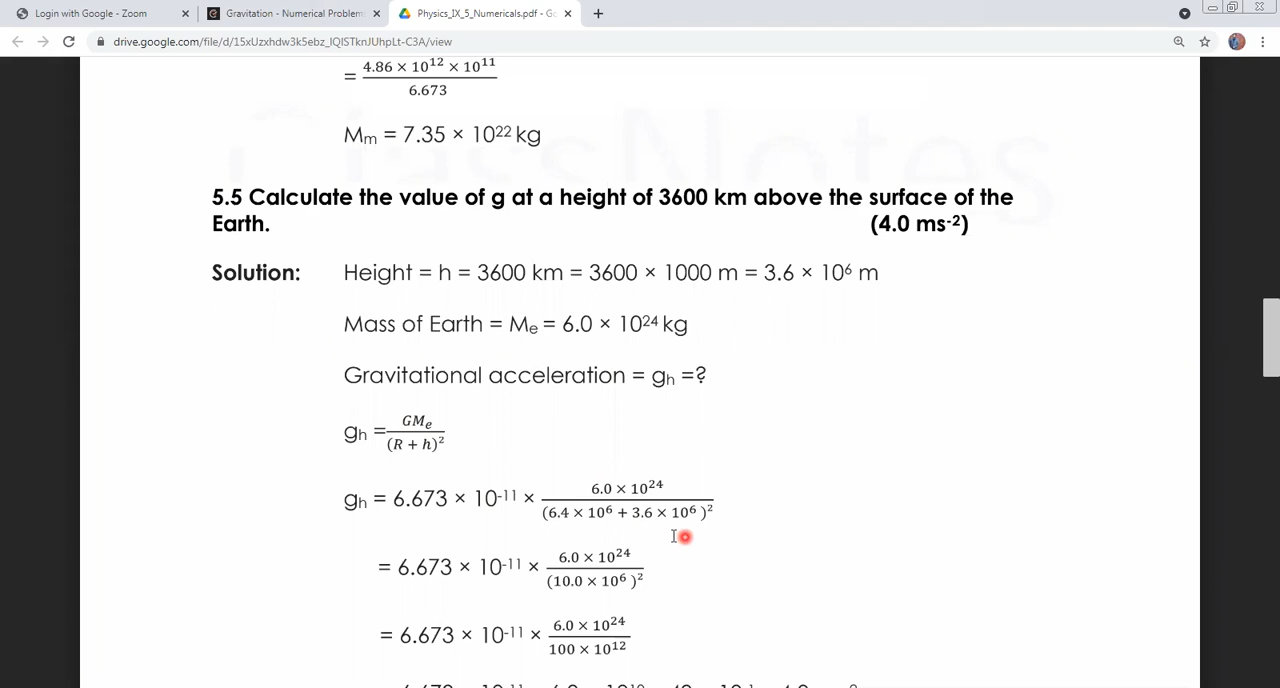 Login with Google - Zoom
Gravitation - Numerical Problem
Physics_IX_5_Numericals.pdf - Go
drive.google.com/file/d/15xUzxhdw3k5ebz_IQISTknJUhpLt-C3A/view
= 4.86 × 10¹² × 10¹¹ / 6.673
Mₘ = 7.35 × 10²² kg
ClassNotes
5.5 Calculate the value of g at a height of 3600 km above the surface of the
Earth. (4.0 ms⁻²)
Solution: Height = h = 3600 km = 3600 × 1000 m = 3.6 × 10⁶ m
Mass of Earth = Mₑ = 6.0 × 10²⁴ kg
Gravitational acceleration = gₕ =?
gₕ = GMₑ / (R + h)²
gₕ = 6.673 × 10⁻¹¹ × 6.0 × 10²⁴ / (6.4 × 10⁶ + 3.6 × 10⁶ )²
= 6.673 × 10⁻¹¹ × 6.0 × 10²⁴ / (10.0 × 10⁶ )²
= 6.673 × 10⁻¹¹ × 6.0 × 10²⁴ / 100 × 10¹²